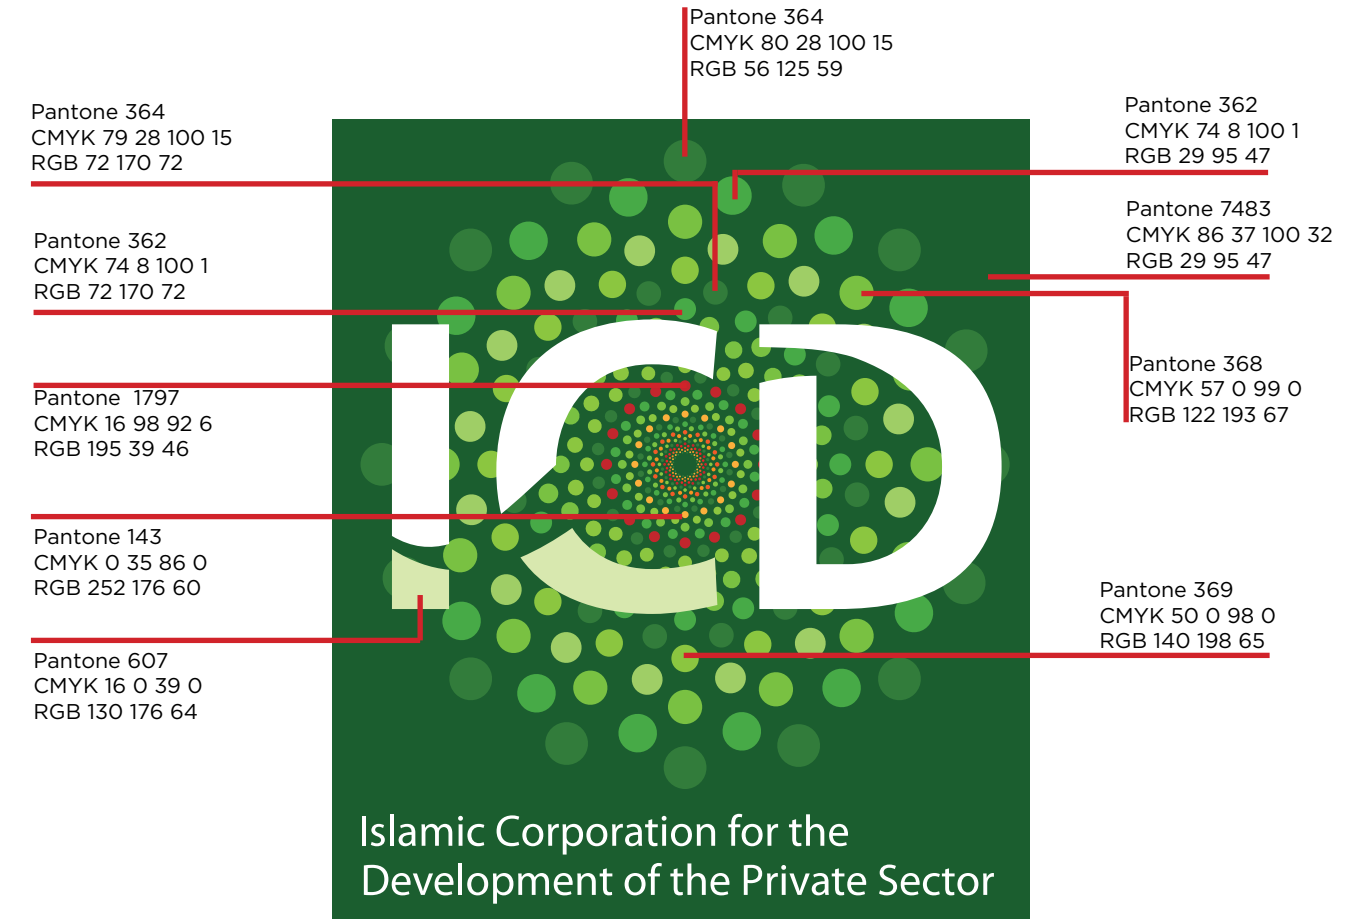 Pantone 364
CMYK 80 28 100 15
RGB 56 125 59
Pantone 364
CMYK 79 28 100 15
RGB 72 170 72
Pantone 362
CMYK 74 8 100 1
RGB 29 95 47
Pantone 7483
CMYK 86 37 100 32
RGB 29 95 47
Pantone 362
CMYK 74 8 100 1
RGB 72 170 72
Pantone 368
CMYK 57 0 99 0
RGB 122 193 67
Pantone 1797
CMYK 16 98 92 6
RGB 195 39 46
ICD
Pantone 143
CMYK 0 35 86 0
RGB 252 176 60
Pantone 369
CMYK 50 0 98 0
RGB 140 198 65
Pantone 607
CMYK 16 0 39 0
RGB 130 176 64
Islamic Corporation for the
Development of the Private Sector